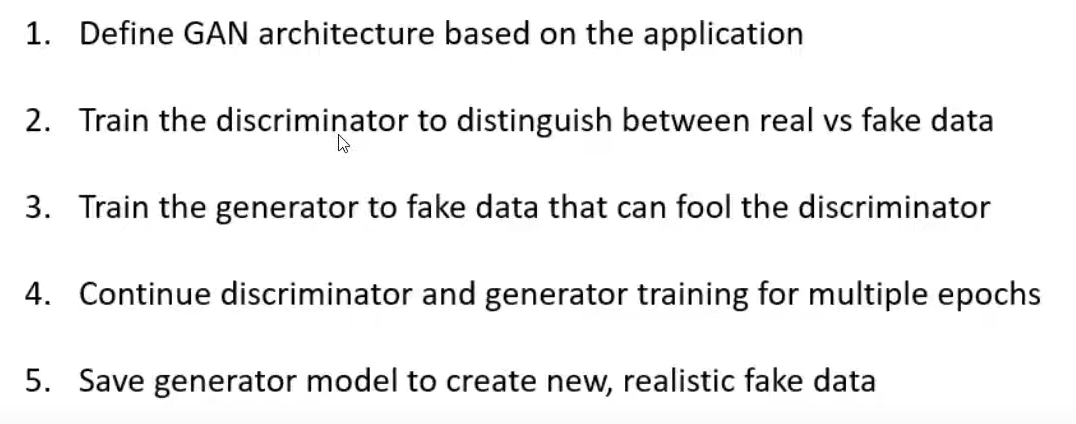 1. Define GAN architecture based on the application
2. Train the discriminator to distinguish between real vs fake data
3. Train the generator to fake data that can fool the discriminator
4. Continue discriminator and generator training for multiple epochs
5. Save generator model to create new, realistic fake data